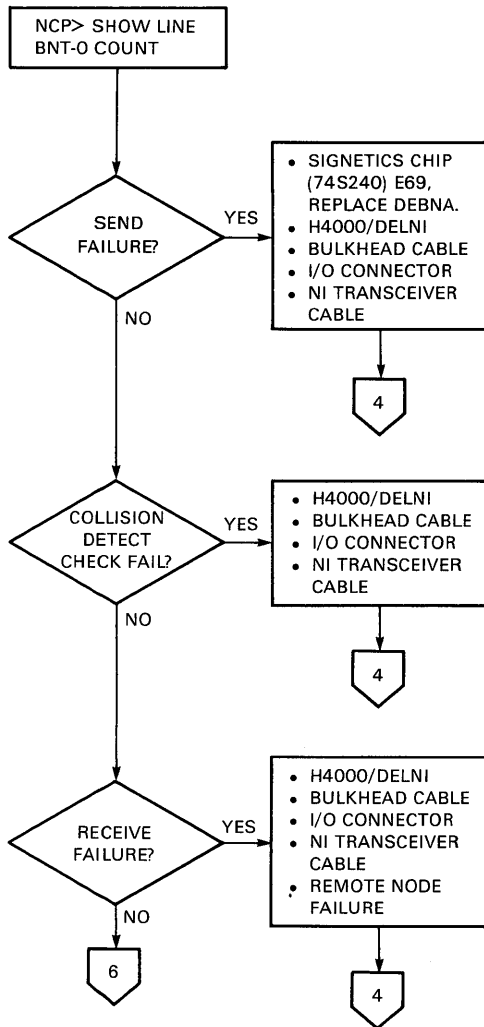 NCP> SHOW LINE
BNT-0 COUNT
SEND
FAILURE?
YES
• SIGNETICS CHIP
(74S240) E69,
REPLACE DEBNA.
• H4000/DELNI
• BULKHEAD CABLE
• I/O CONNECTOR
• NI TRANSCEIVER
CABLE
4
NO
COLLISION
DETECT
CHECK FAIL?
YES
• H4000/DELNI
• BULKHEAD CABLE
• I/O CONNECTOR
• NI TRANSCEIVER
CABLE
4
NO
RECEIVE
FAILURE?
YES
• H4000/DELNI
• BULKHEAD CABLE
• I/O CONNECTOR
• NI TRANSCEIVER
CABLE
• REMOTE NODE
FAILURE
4
NO
6